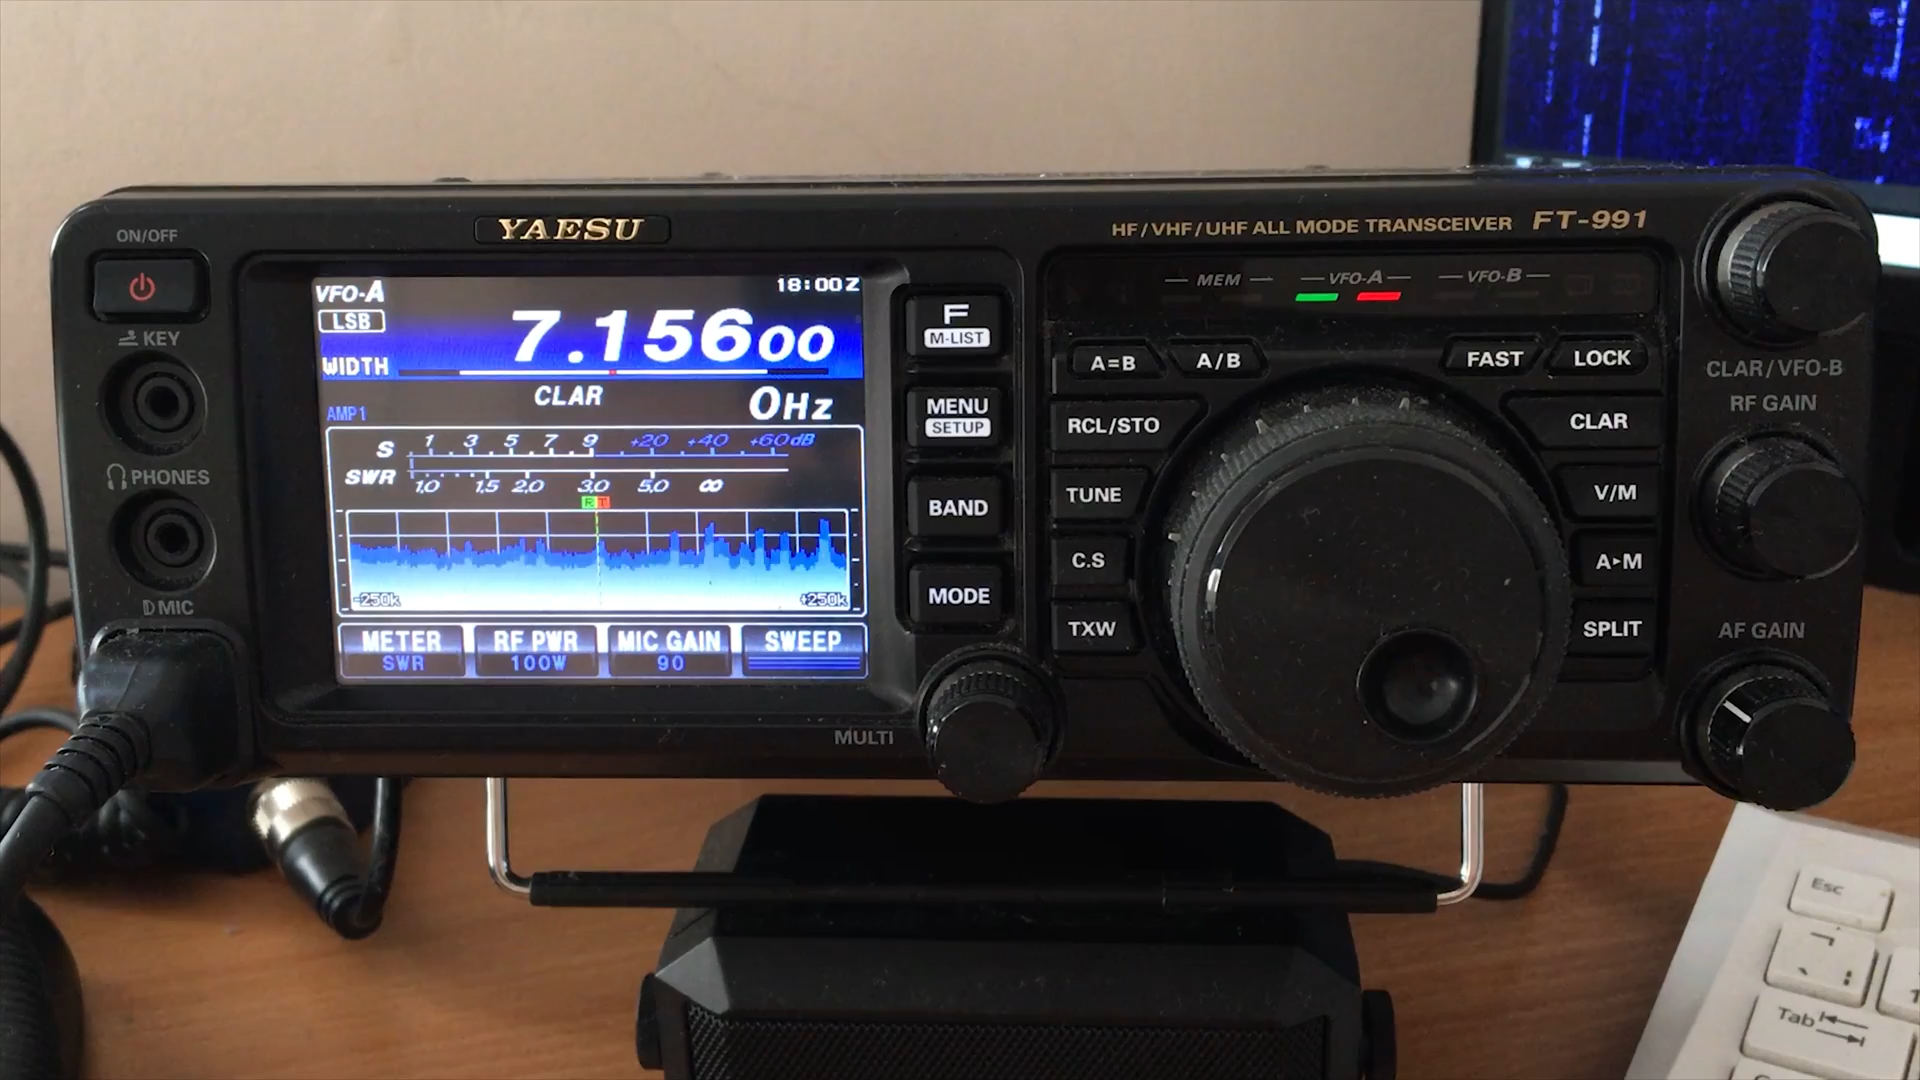 YAESU
HF/VHF/UHF ALL MODE TRANSCEIVER FT-991
ON/OFF
KEY
PHONES
MIC
VFO-A
18:00Z
LSB
7.15600
WIDTH
CLAR
0Hz
AMP1
S 1 3 5 7 9 +20 +40 +60dB
SWR
1.0 1.5 2.0 3.0 5.0 ∞
R T
-250k +250k
METER
SWR
RF PWR
100W
MIC GAIN
90
SWEEP
F
M-LIST
MENU
SETUP
BAND
MODE
MULTI
MEM VFO-A VFO-B
A=B A/B FAST LOCK
RCL/STO
TUNE
C.S
TXW
CLAR
V/M
A▸M
SPLIT
CLAR/VFO-B
RF GAIN
AF GAIN
Esc
Tab